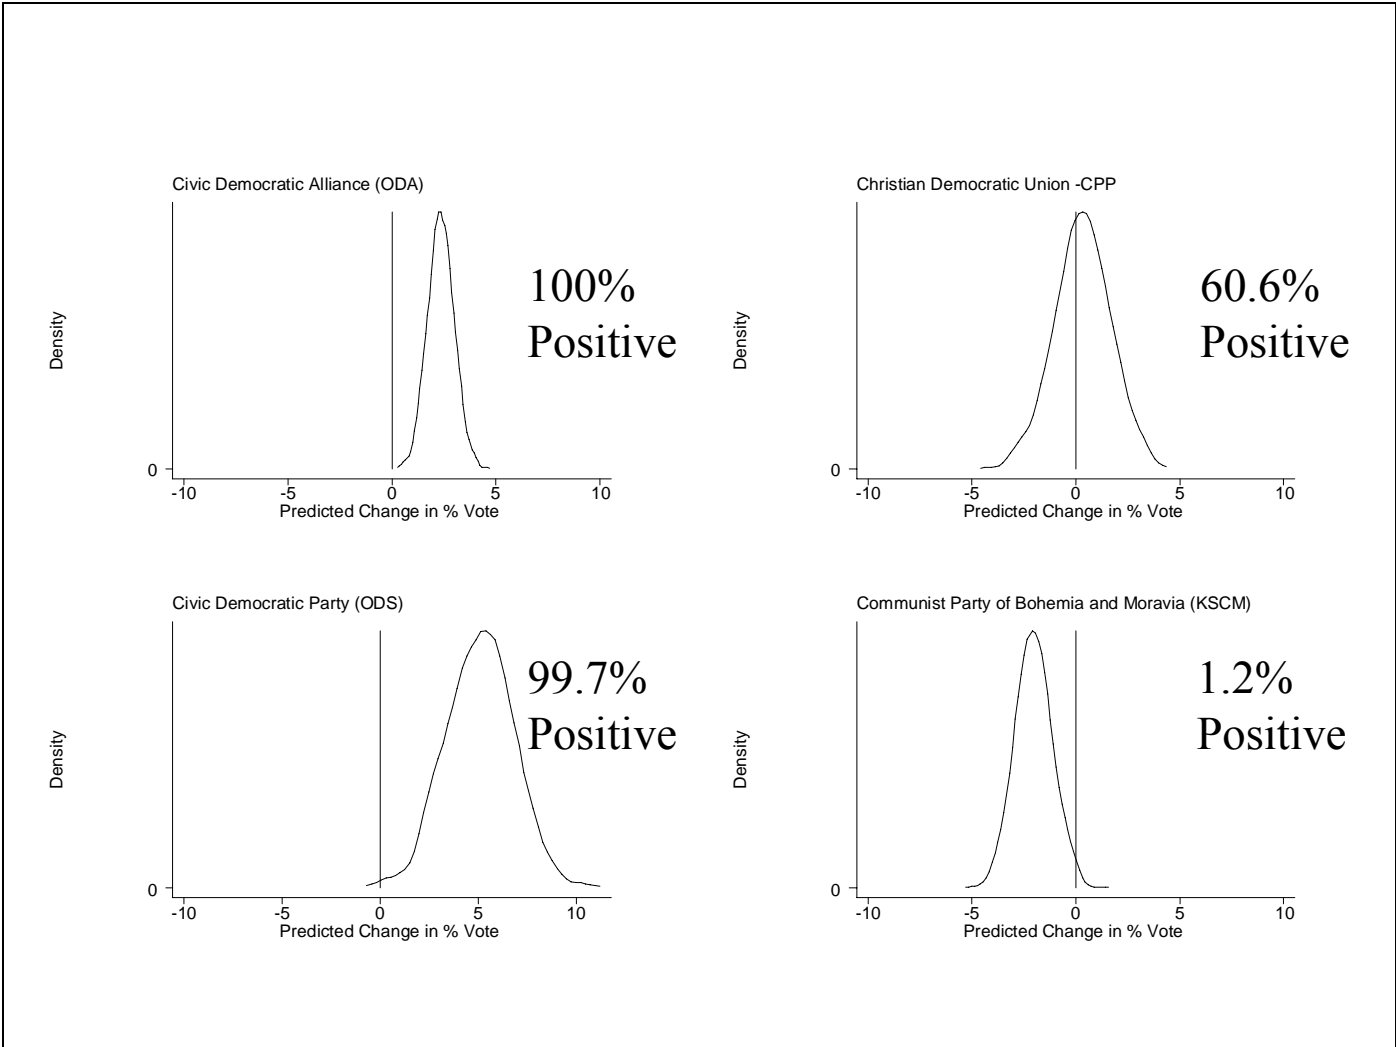 Civic Democratic Alliance (ODA)
100%
Positive
Density
0
-10 -5 0 5 10
Predicted Change in % Vote
Christian Democratic Union -CPP
60.6%
Positive
Density
0
-10 -5 0 5 10
Predicted Change in % Vote
Civic Democratic Party (ODS)
99.7%
Positive
Density
0
-10 -5 0 5 10
Predicted Change in % Vote
Communist Party of Bohemia and Moravia (KSCM)
1.2%
Positive
Density
0
-10 -5 0 5 10
Predicted Change in % Vote